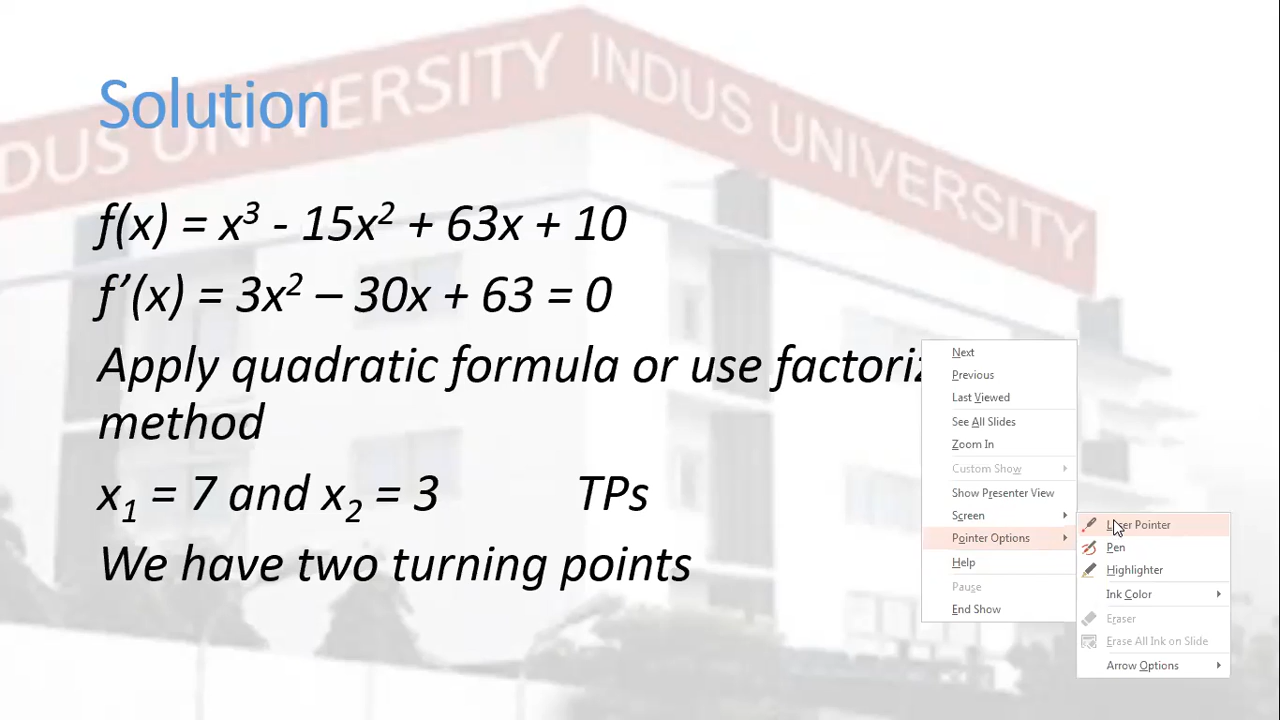 INDUS UNIVERSITY
DUS UNIVERSITY
Solution
f(x) = x³ - 15x² + 63x + 10
f’(x) = 3x² – 30x + 63 = 0
Apply quadratic formula or use
method
x₁ = 7 and x₂ = 3 TPs
We have two turning points
Next
Previous
Last Viewed
See All Slides
Zoom In
Custom Show
Show Presenter View
Screen
Pointer Options
Help
Pause
End Show
Laser Pointer
Pen
Highlighter
Ink Color
Eraser
Erase All Ink on Slide
Arrow Options